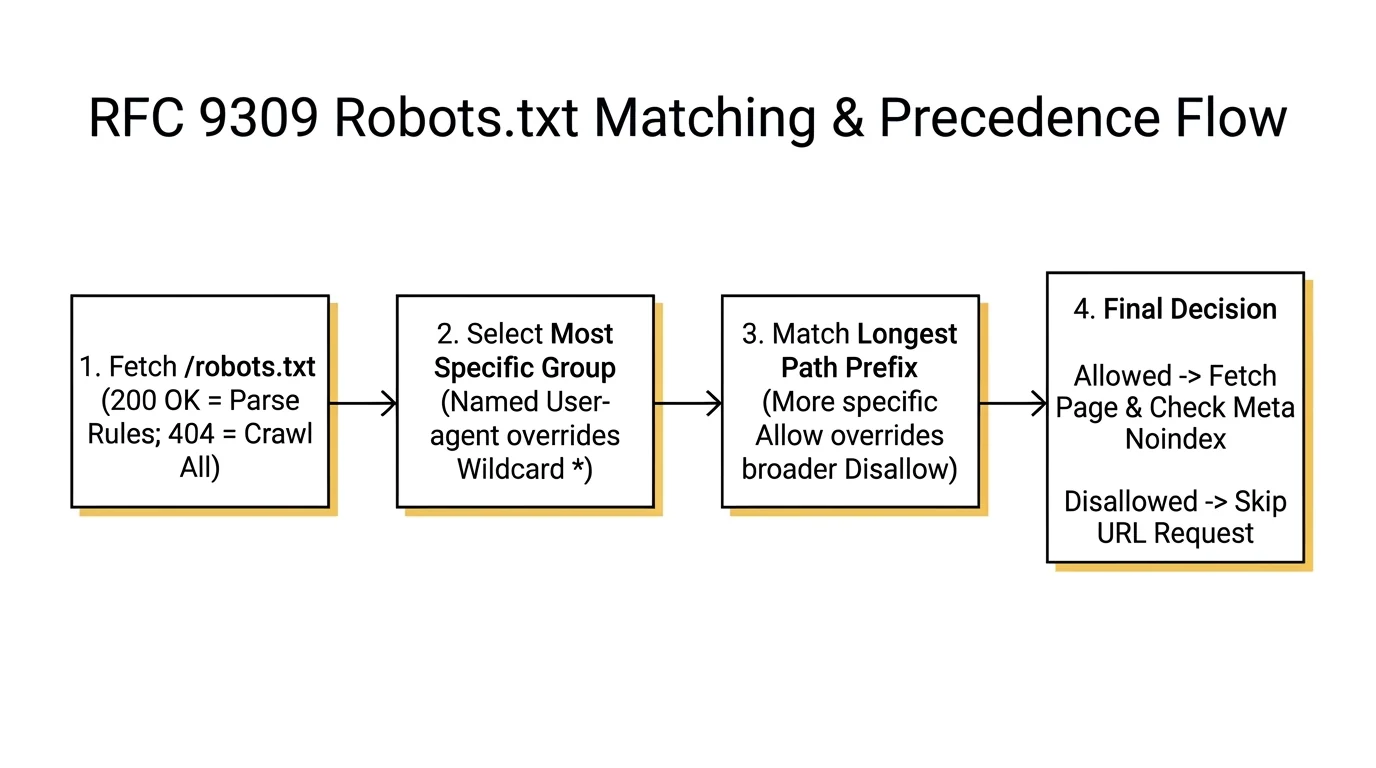 RFC 9309 Robots.txt Matching & Precedence Flow
1. Fetch /robots.txt
(200 OK = Parse
Rules; 404 = Crawl
All)
2. Select Most
Specific Group
(Named User-
agent overrides
Wildcard *)
3. Match Longest
Path Prefix
(More specific
Allow overrides
broader Disallow)
4. Final Decision
Allowed -> Fetch
Page & Check Meta
Noindex
Disallowed -> Skip
URL Request